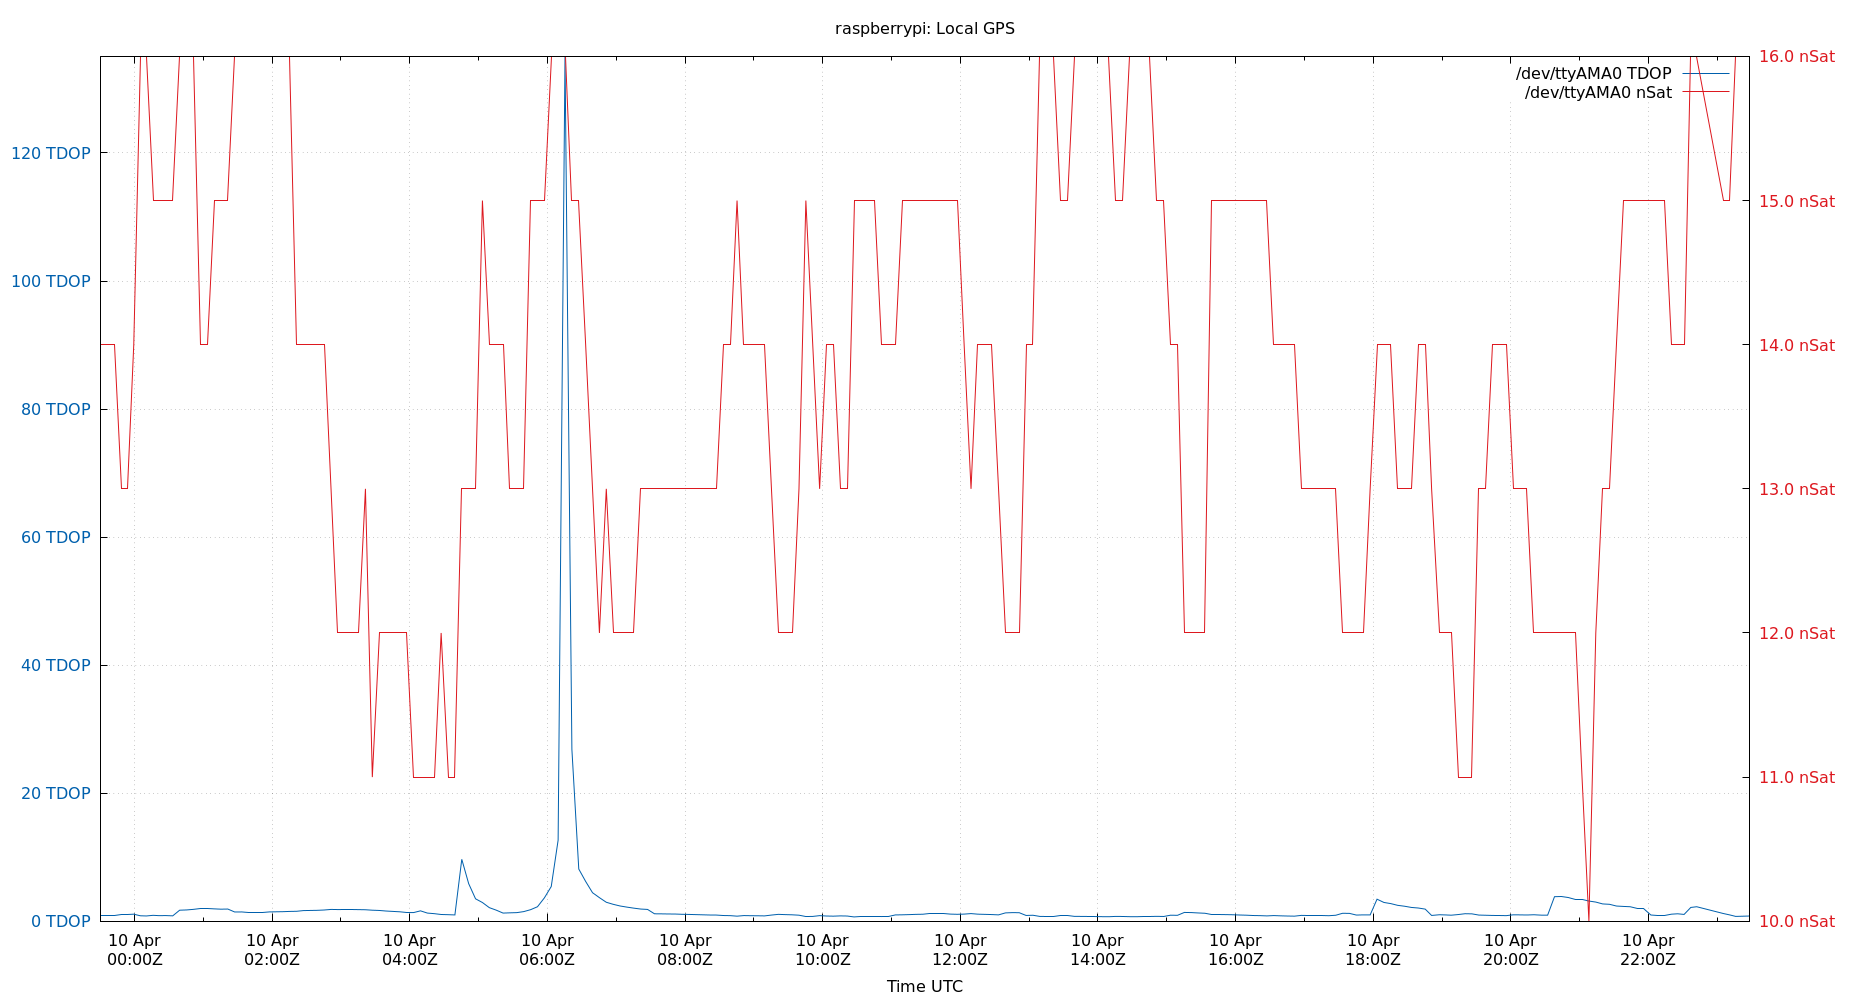 raspberrypi: Local GPS
/dev/ttyAMA0 TDOP
/dev/ttyAMA0 nSat
120 TDOP
100 TDOP
80 TDOP
60 TDOP
40 TDOP
20 TDOP
0 TDOP
16.0 nSat
15.0 nSat
14.0 nSat
13.0 nSat
12.0 nSat
11.0 nSat
10.0 nSat
10 Apr
00:00Z
10 Apr
02:00Z
10 Apr
04:00Z
10 Apr
06:00Z
10 Apr
08:00Z
10 Apr
10:00Z
10 Apr
12:00Z
10 Apr
14:00Z
10 Apr
16:00Z
10 Apr
18:00Z
10 Apr
20:00Z
10 Apr
22:00Z
Time UTC